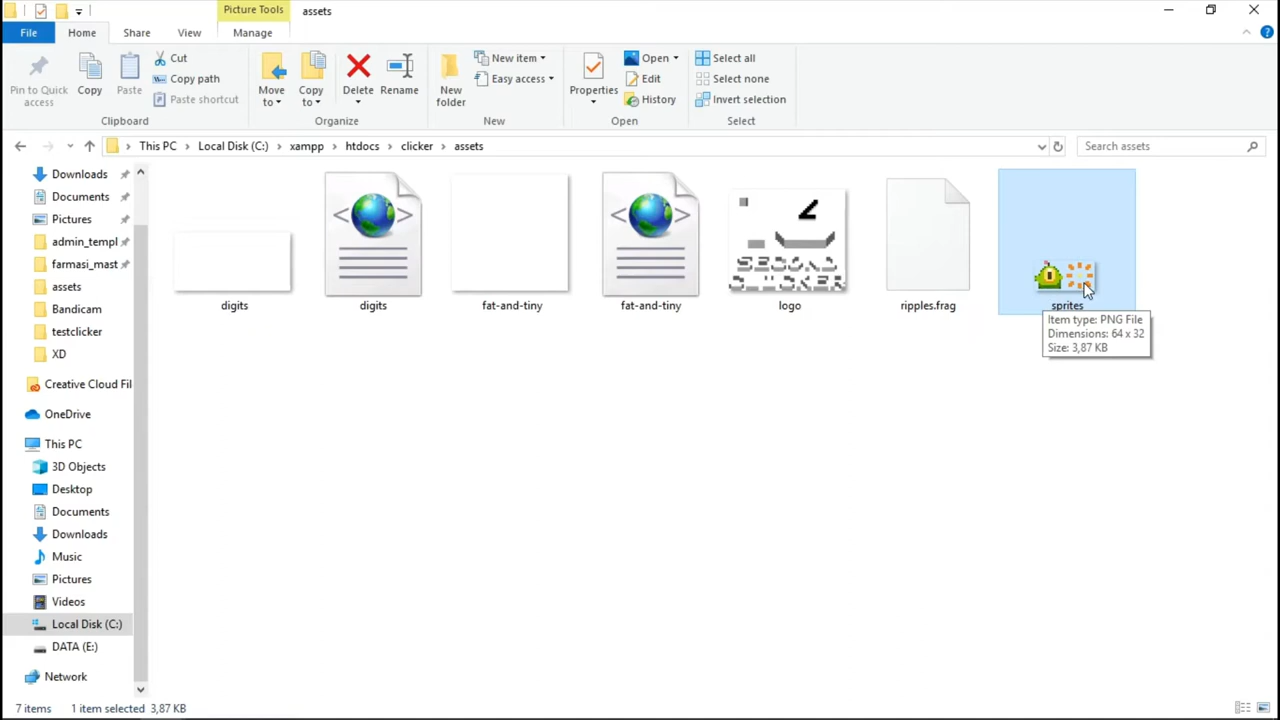 Picture Tools
assets
File
Home
Share
View
Manage
Pin to Quick
access
Copy
Paste
Cut
Copy path
Paste shortcut
Clipboard
Move
to
Copy
to
Delete
Rename
Organize
New
folder
New item
Easy access
New
Properties
Open
Edit
History
Open
Select all
Select none
Invert selection
Select
This PC
Local Disk (C:)
xampp
htdocs
clicker
assets
Search assets
Downloads
Documents
Pictures
admin_templ
farmasi_mast
assets
Bandicam
testclicker
XD
Creative Cloud Fil
OneDrive
This PC
3D Objects
Desktop
Documents
Downloads
Music
Pictures
Videos
Local Disk (C:)
DATA (E:)
Network
SECOND
CLICKER
digits
digits
fat-and-tiny
fat-and-tiny
logo
ripples.frag
sprites
Item type: PNG File
Dimensions: 64 x 32
Size: 3,87 KB
7 items
1 item selected 3,87 KB